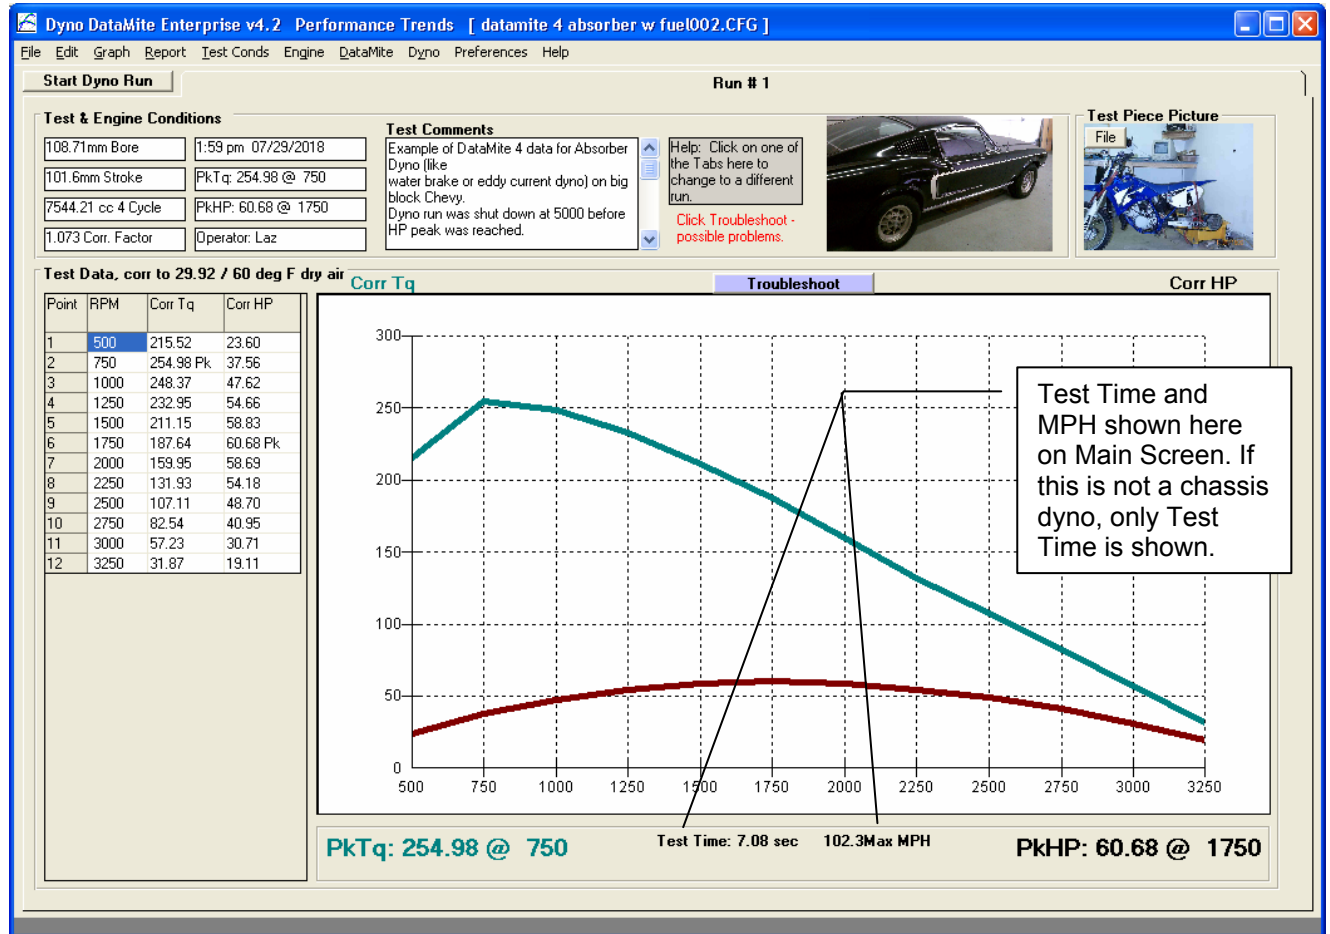 Dyno DataMite Enterprise v4.2 Performance Trends [ datamite 4 absorber w fuel002.CFG ]
File Edit Graph Report Test Conds Engine DataMite Dyno Preferences Help
Start Dyno Run
Run # 1
Test & Engine Conditions
108.71mm Bore
1:59 pm 07/29/2018
101.6mm Stroke
PkTq: 254.98 @ 750
7544.21 cc 4 Cycle
PkHP: 60.68 @ 1750
1.073 Corr. Factor
Operator: Laz
Test Comments
Example of DataMite 4 data for Absorber
Dyno (like
water brake or eddy current dyno) on big
block Chevy.
Dyno run was shut down at 5000 before
HP peak was reached.
Help: Click on one of
the Tabs here to
change to a different
run.
Click Troubleshoot -
possible problems.
Test Piece Picture
File
Test Data, corr to 29.92 / 60 deg F dry air
Point RPM Corr Tq Corr HP
1 500 215.52 23.60
2 750 254.98 Pk 37.56
3 1000 248.37 47.62
4 1250 232.95 54.66
5 1500 211.15 58.83
6 1750 187.64 60.68 Pk
7 2000 159.95 58.69
8 2250 131.93 54.18
9 2500 107.11 48.70
10 2750 82.54 40.95
11 3000 57.23 30.71
12 3250 31.87 19.11
Corr Tq
Troubleshoot
Corr HP
300
250
200
150
100
50
0
500 750 1000 1250 1500 1750 2000 2250 2500 2750 3000 3250
Test Time and
MPH shown here
on Main Screen. If
this is not a chassis
dyno, only Test
Time is shown.
PkTq: 254.98 @ 750
Test Time: 7.08 sec 102.3Max MPH
PkHP: 60.68 @ 1750